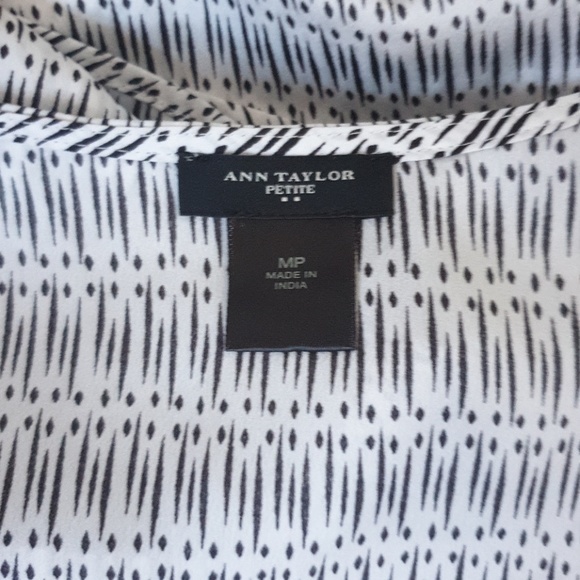 ANN TAYLOR
PETITE
MP
MADE IN
INDIA